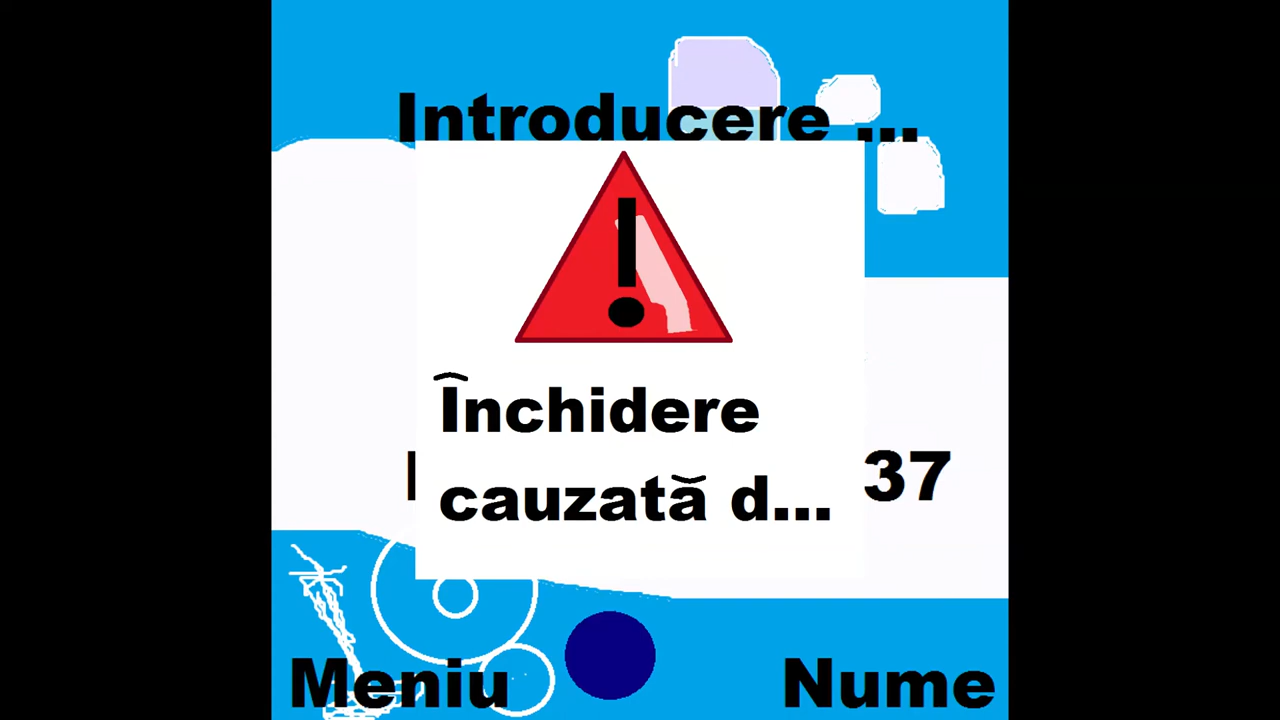 Introducere ...
Închidere
cauzată d...
37
Meniu
Nume